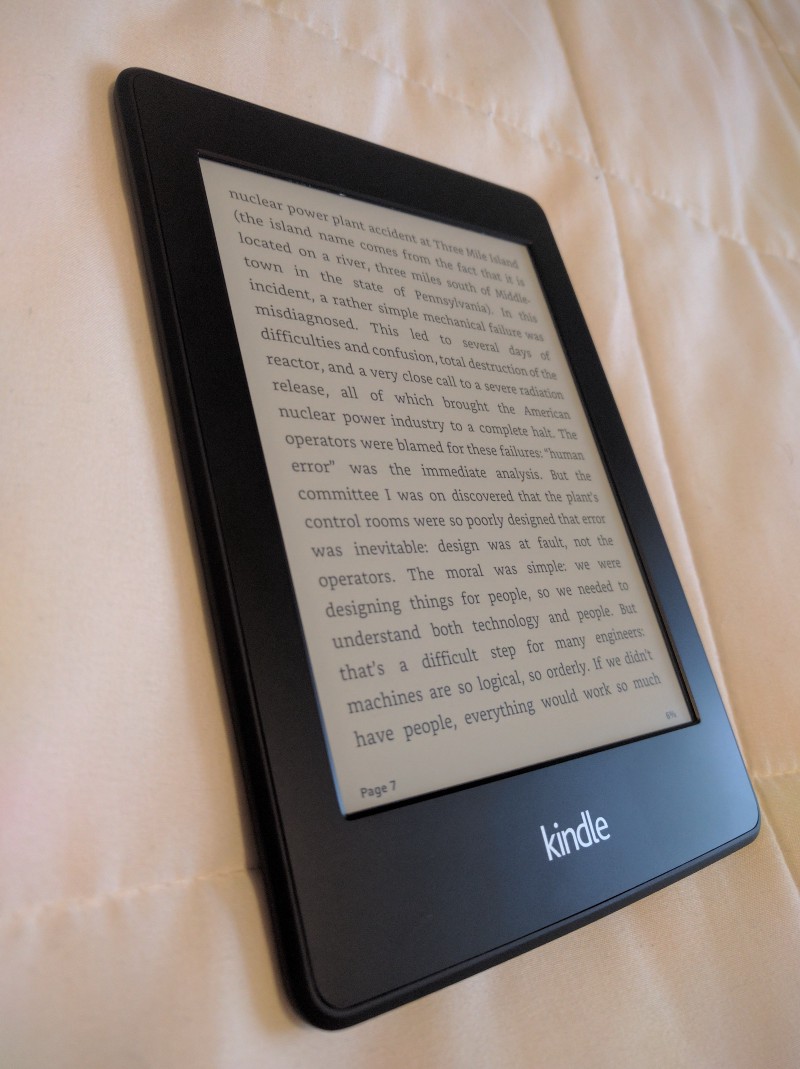 nuclear power plant accident at Three Mile Island
(the island name comes from the fact that it is
located on a river, three miles south of Middle-
town in the state of Pennsylvania). In this
incident, a rather simple mechanical failure was
misdiagnosed. This led to several days of
difficulties and confusion, total destruction of the
reactor, and a very close call to a severe radiation
release, all of which brought the American
nuclear power industry to a complete halt. The
operators were blamed for these failures: “human
error” was the immediate analysis. But the
committee I was on discovered that the plant's
control rooms were so poorly designed that error
was inevitable: design was at fault, not the
operators. The moral was simple: we were
designing things for people, so we needed to
understand both technology and people. But
that's a difficult step for many engineers:
machines are so logical, so orderly. If we didn't
have people, everything would work so much
Page 7
8%
kindle